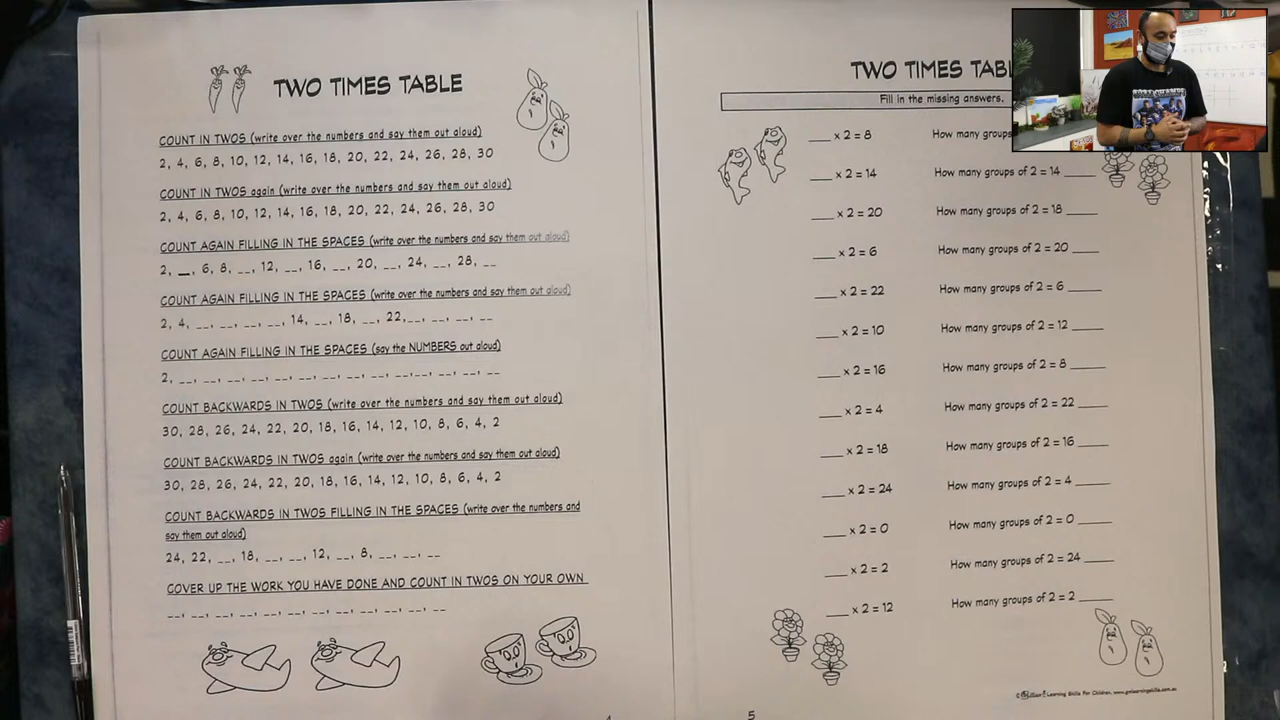 TWO TIMES TABLE
COUNT IN TWOS (write over the numbers and say them out aloud)
2, 4, 6, 8, 10, 12, 14, 16, 18, 20, 22, 24, 26, 28, 30
COUNT IN TWOS again (write over the numbers and say them out aloud)
2, 4, 6, 8, 10, 12, 14, 16, 18, 20, 22, 24, 26, 28, 30
COUNT AGAIN FILLING IN THE SPACES (write over the numbers and say them out aloud)
2, __, 6, 8, __, 12, __, 16, __, 20, __, 24, __, 28, __
COUNT AGAIN FILLING IN THE SPACES (write over the numbers and say them out aloud)
2, 4, __, __, __, __, 14, __, 18, __, 22, __, __, __, __
COUNT AGAIN FILLING IN THE SPACES (say the NUMBERS out aloud)
2, __, __, __, __, __, __, __, __, __, __, __, __, __, __
COUNT BACKWARDS IN TWOS (write over the numbers and say them out aloud)
30, 28, 26, 24, 22, 20, 18, 16, 14, 12, 10, 8, 6, 4, 2
COUNT BACKWARDS IN TWOS again (write over the numbers and say them out aloud)
30, 28, 26, 24, 22, 20, 18, 16, 14, 12, 10, 8, 6, 4, 2
COUNT BACKWARDS IN TWOS FILLING IN THE SPACES (write over the numbers and
say them out aloud)
24, 22, __, 18, __, __, 12, __, 8, __, __, __
COVER UP THE WORK YOU HAVE DONE AND COUNT IN TWOS ON YOUR OWN
__, __, __, __, __, __, __, __, __, __, __, __
TWO TIMES
Fill in the missing answers.
___ x 2 = 8 How many groups
___ x 2 = 14 How many groups of 2 = 14 ____
___ x 2 = 20 How many groups of 2 = 18 ____
___ x 2 = 6 How many groups of 2 = 20 ____
___ x 2 = 22 How many groups of 2 = 6 ____
___ x 2 = 10 How many groups of 2 = 12 ____
___ x 2 = 16 How many groups of 2 = 8 ____
___ x 2 = 4 How many groups of 2 = 22 ____
___ x 2 = 18 How many groups of 2 = 16 ____
___ x 2 = 24 How many groups of 2 = 4 ____
___ x 2 = 0 How many groups of 2 = 0 ____
___ x 2 = 2 How many groups of 2 = 24 ____
___ x 2 = 12 How many groups of 2 = 2 ____
Learning Skills For Children,
5